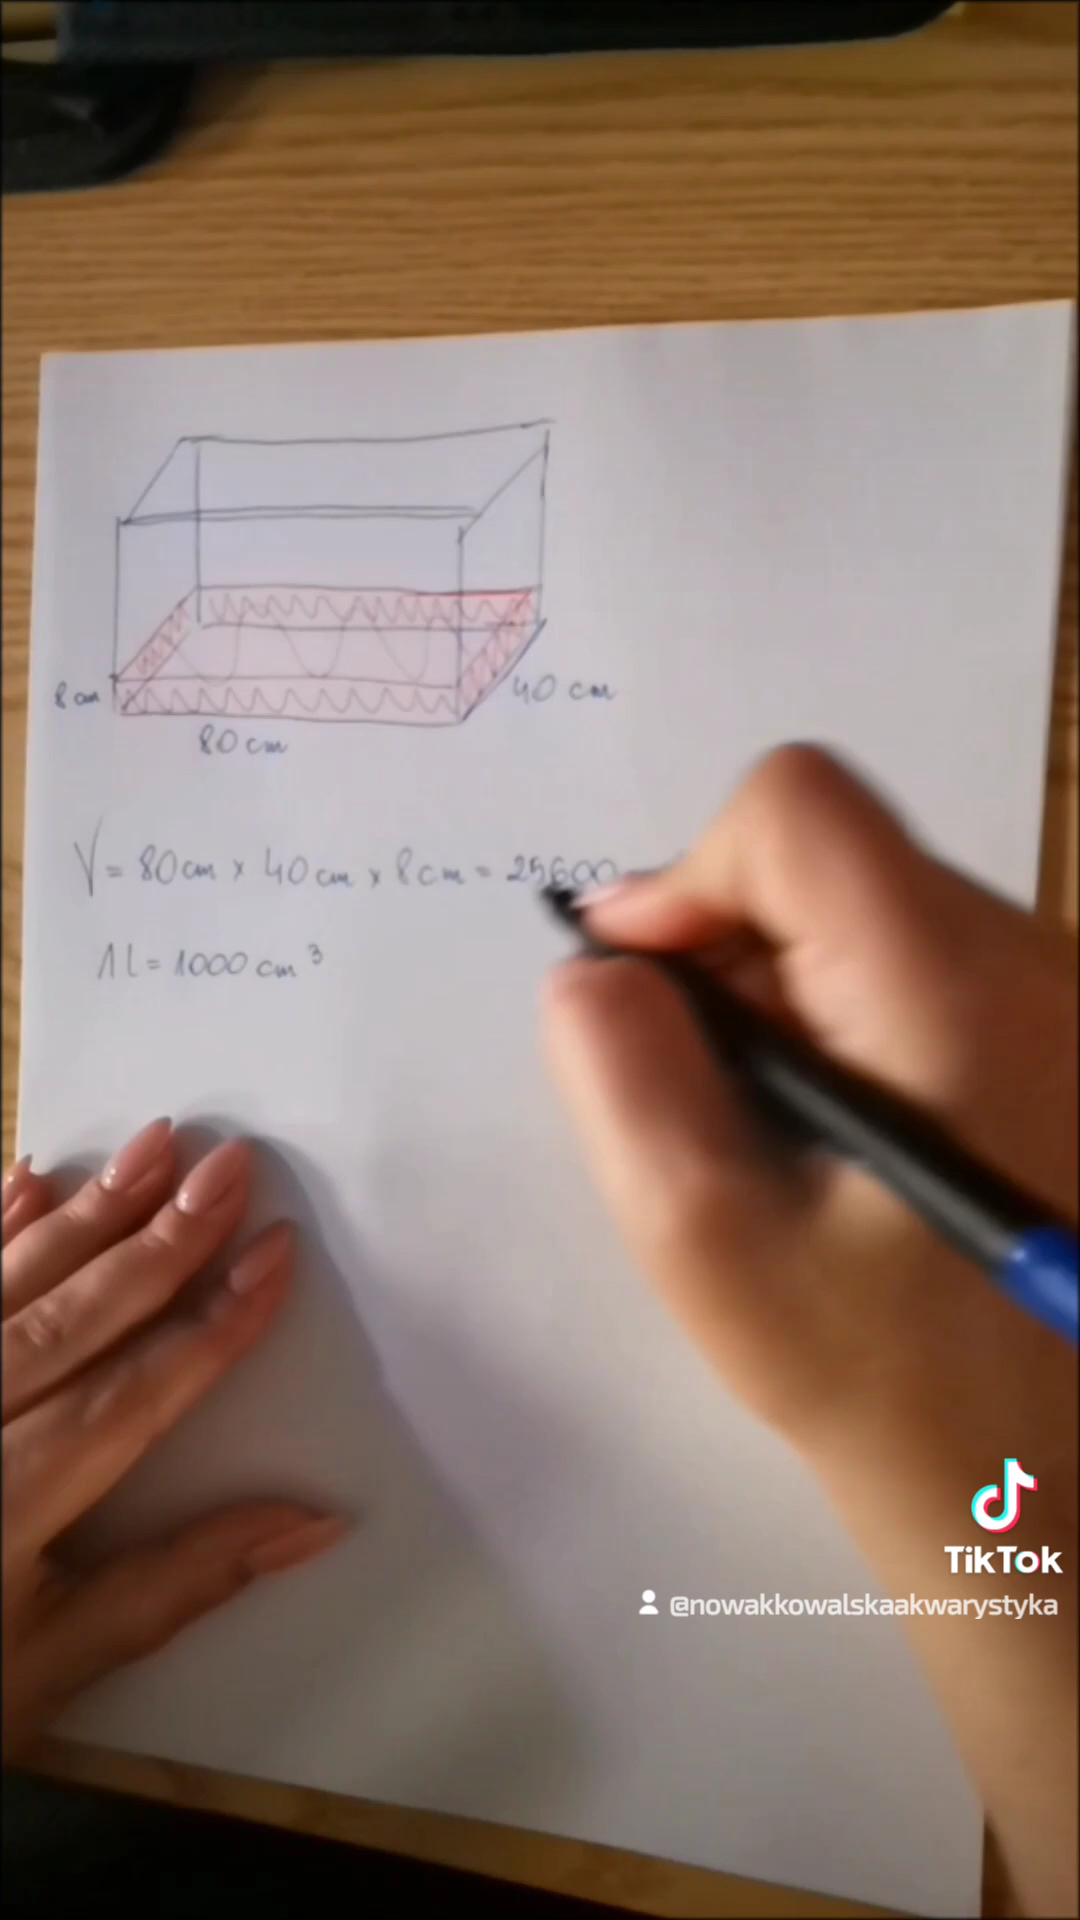 8 cm
40 cm
80 cm
V = 80 cm x 40 cm x 8 cm = 25600
1 l = 1000 cm³
TikTok
@nowakkowalskaakwarystyka